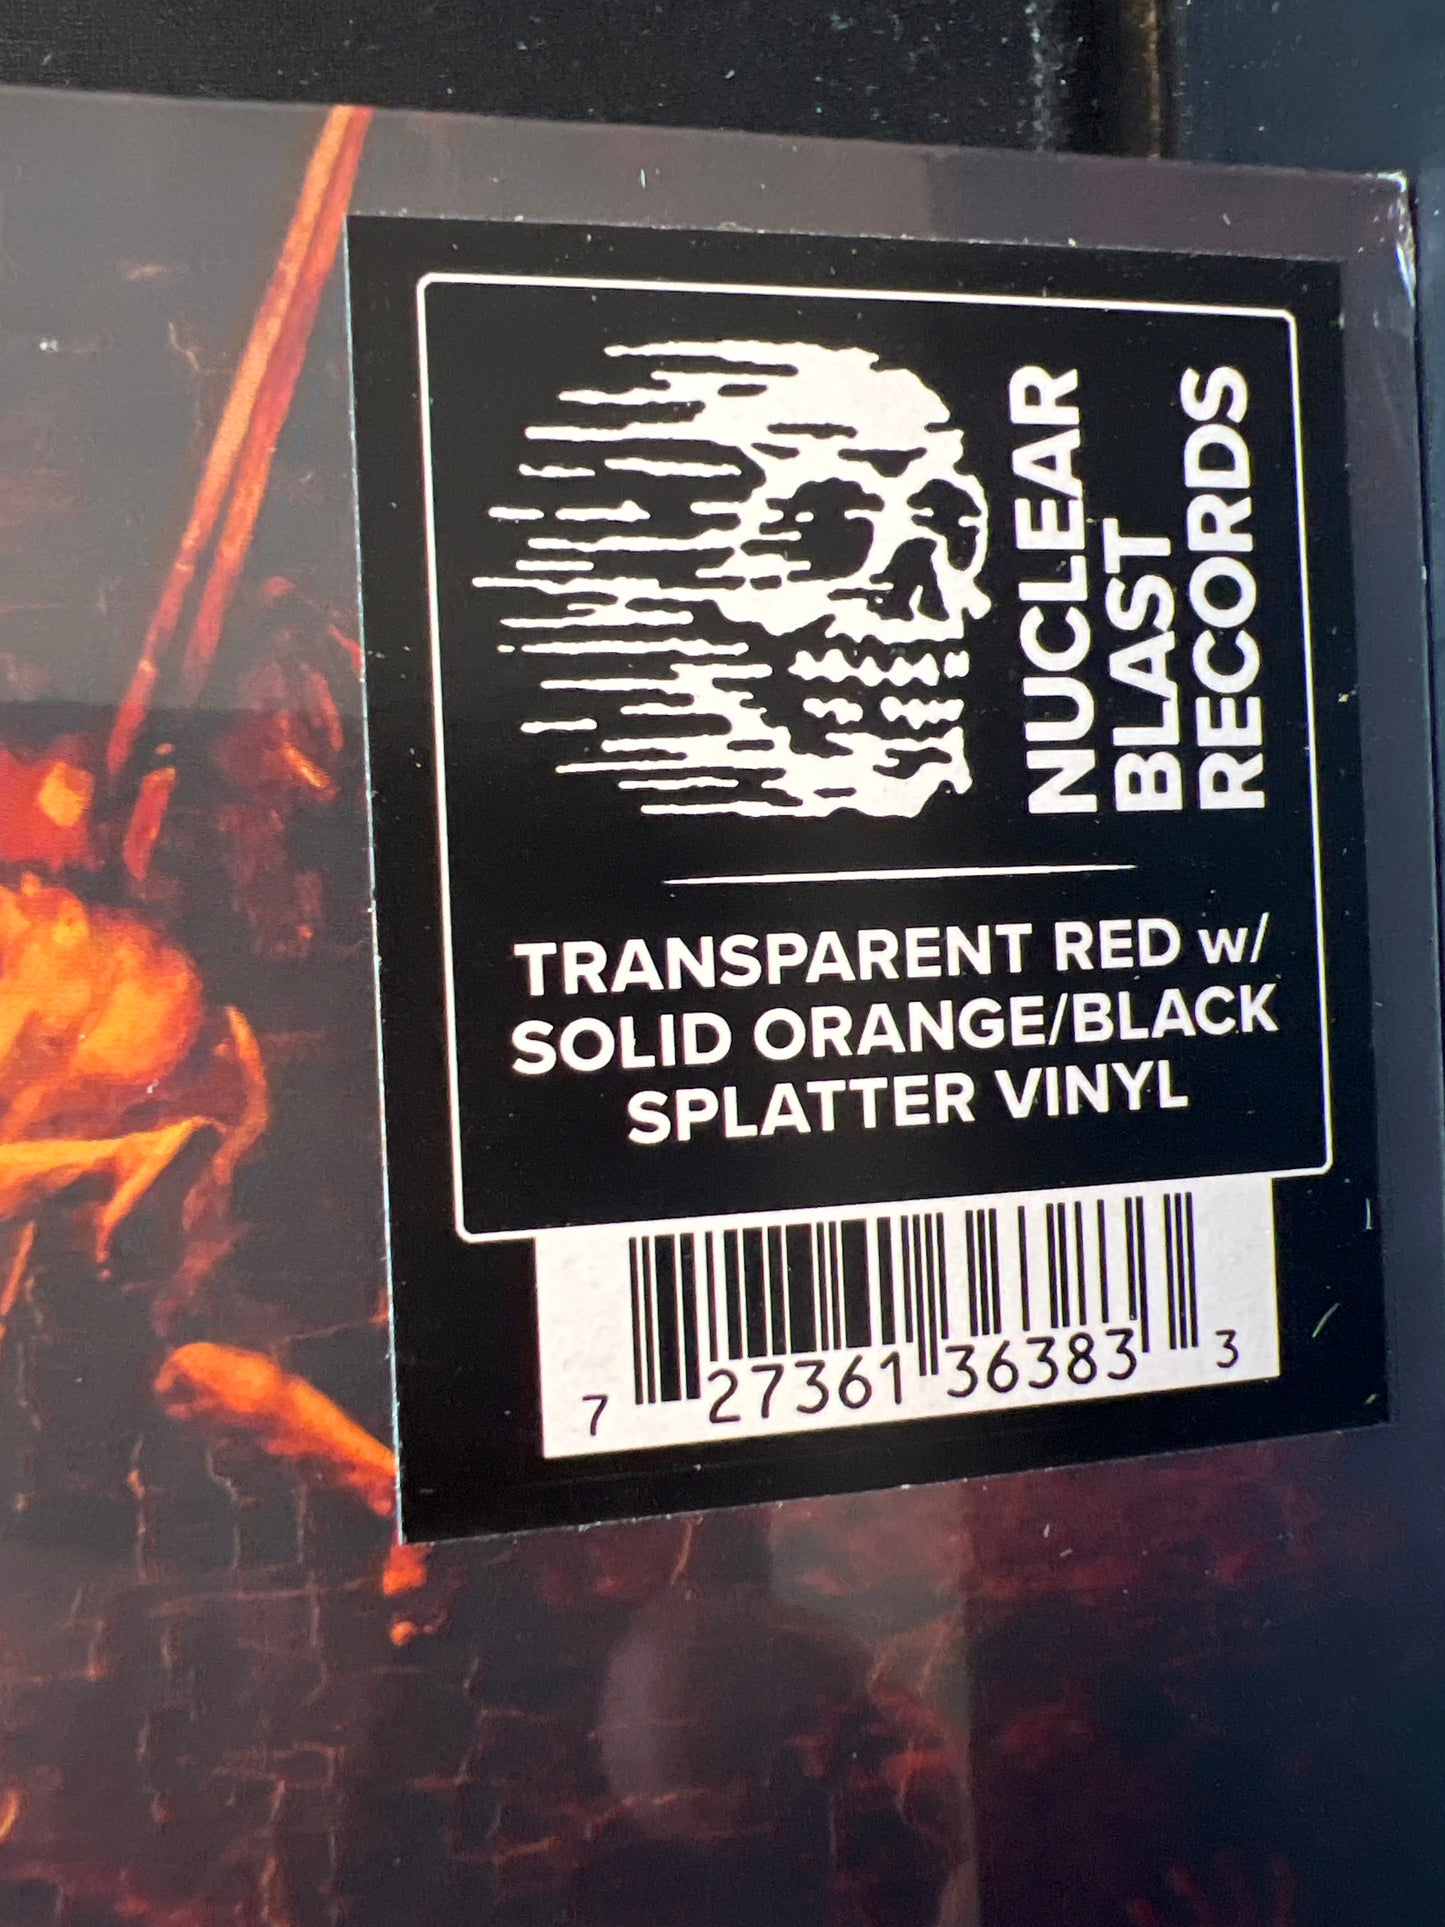 NUCLEAR
BLAST
RECORDS
TRANSPARENT RED w/
SOLID ORANGE/BLACK
SPLATTER VINYL
7 27361 36383 3